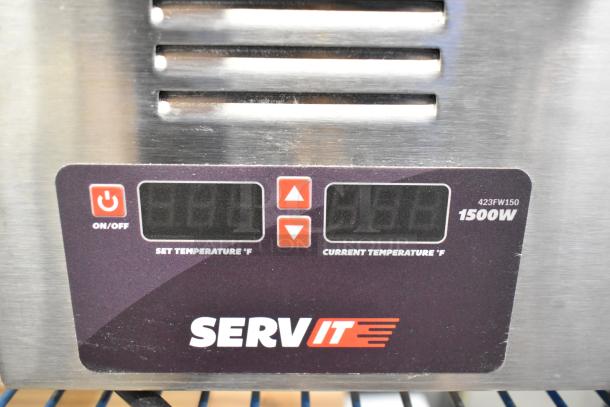 423FW150
1500W
ON/OFF
SET TEMPERATURE °F
CURRENT TEMPERATURE °F
SERVIT